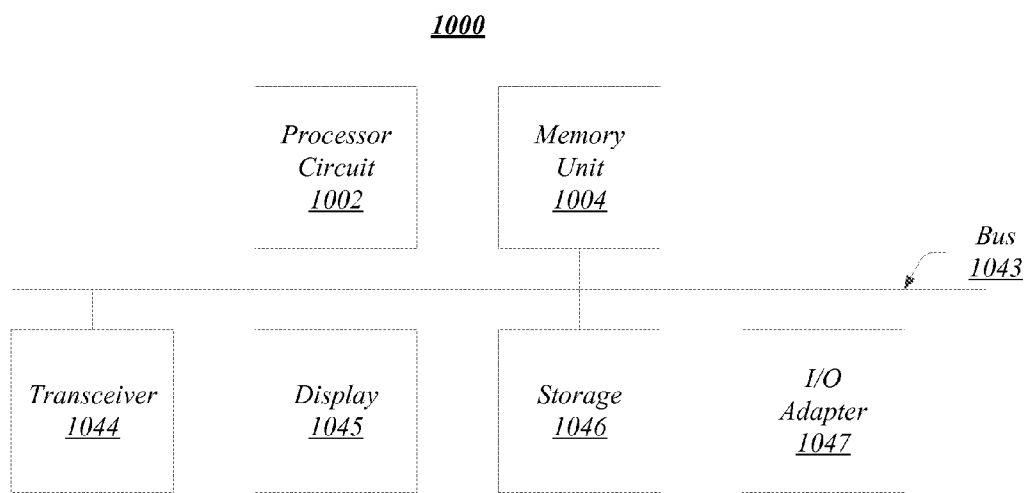 1000
Processor
Circuit
1002
Memory
Unit
1004
Bus
1043
Transceiver
1044
Display
1045
Storage
1046
I/O
Adapter
1047